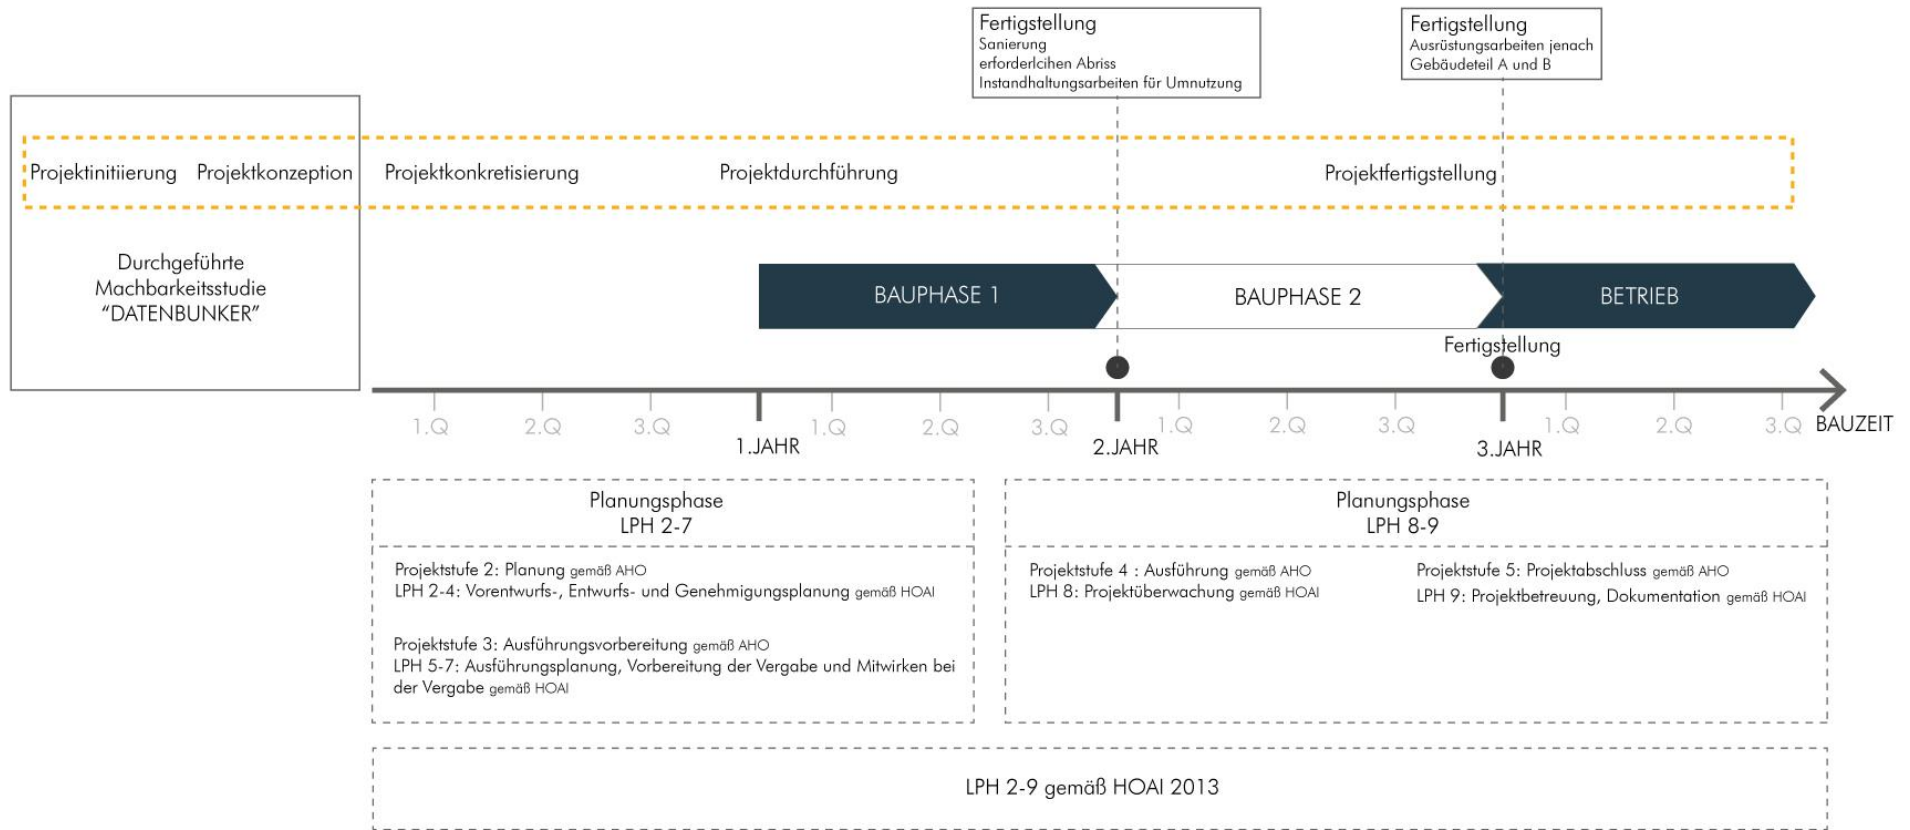 Fertigstellung
Sanierung
erforderlcihen Abriss
Instandhaltungsarbeiten für Umnutzung
Fertigstellung
Ausrüstungsarbeiten jenach
Gebäudeteil A und B
Projektinitiierung
Projektkonzeption
Projektkonkretisierung
Projektdurchführung
Projektfertigstellung
Durchgeführte
Machbarkeitsstudie
“DATENBUNKER”
BAUPHASE 1
BAUPHASE 2
BETRIEB
Fertigstellung
1.Q
2.Q
3.Q
1.JAHR
1.Q
2.Q
3.Q
2.JAHR
1.Q
2.Q
3.Q
3.JAHR
1.Q
2.Q
3.Q
BAUZEIT
Planungsphase
LPH 2-7
Projektstufe 2: Planung gemäß AHO
LPH 2-4: Vorentwurfs-, Entwurfs- und Genehmigungsplanung gemäß HOAI
Projektstufe 3: Ausführungsvorbereitung gemäß AHO
LPH 5-7: Ausführungsplanung, Vorbereitung der Vergabe und Mitwirken bei
der Vergabe gemäß HOAI
Planungsphase
LPH 8-9
Projektstufe 4 : Ausführung gemäß AHO
LPH 8: Projektüberwachung gemäß HOAI
Projektstufe 5: Projektabschluss gemäß AHO
LPH 9: Projektbetreuung, Dokumentation gemäß HOAI
LPH 2-9 gemäß HOAI 2013